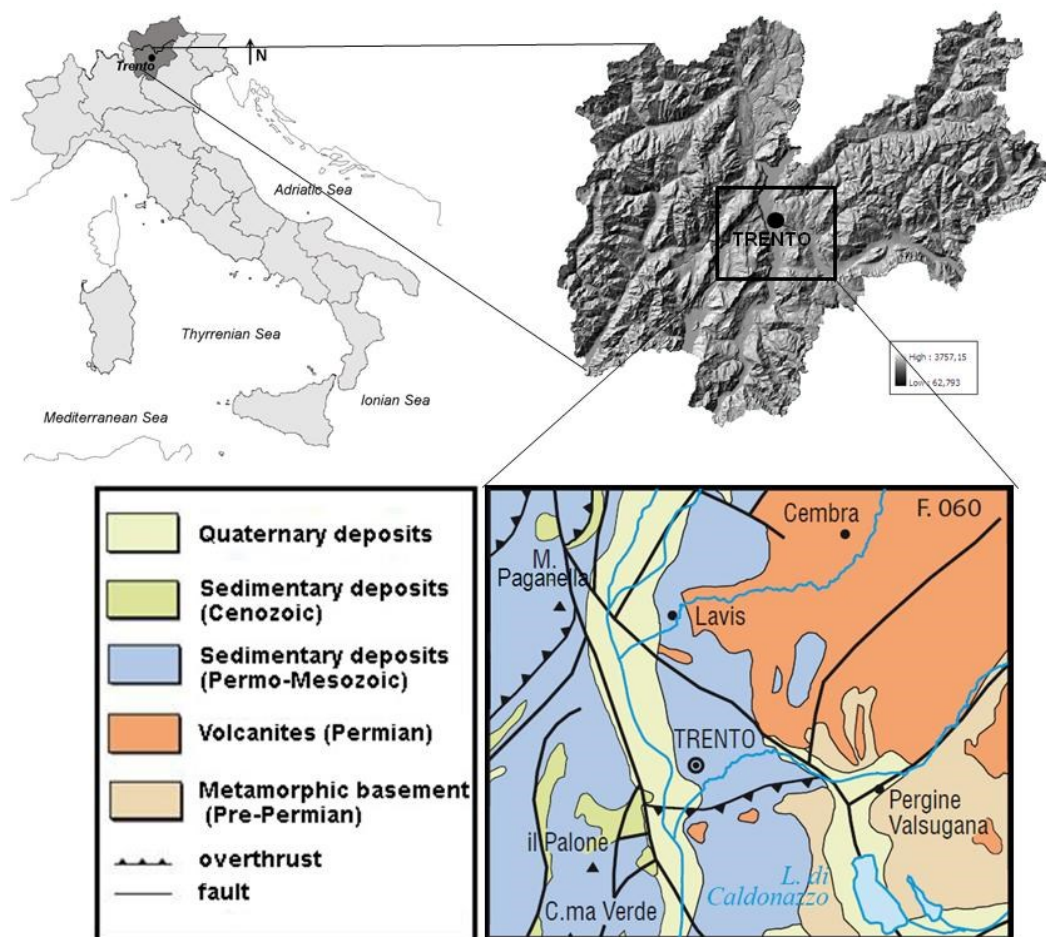 N
Trento
Adriatic Sea
Thyrrenian Sea
Ionian Sea
Mediterranean Sea
TRENTO
High : 3757,15
Low : 62,793
Quaternary deposits
Sedimentary deposits
(Cenozoic)
Sedimentary deposits
(Permo-Mesozoic)
Volcanites (Permian)
Metamorphic basement
(Pre-Permian)
overthrust
fault
Cembra
F. 060
M.
Paganella
Lavis
TRENTO
Pergine
Valsugana
il Palone
L. di
Caldonazzo
C.ma Verde